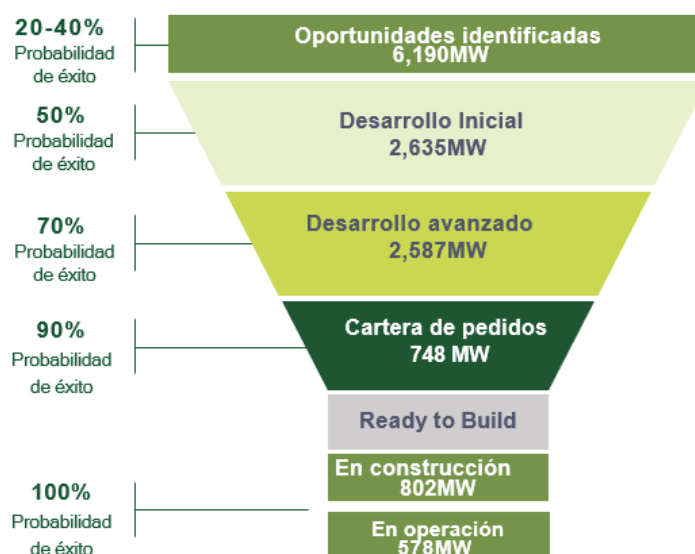 20-40%
Probabilidad
de éxito
Oportunidades identificadas
6,190MW
50%
Probabilidad
de éxito
Desarrollo Inicial
2,635MW
70%
Probabilidad
de éxito
Desarrollo avanzado
2,587MW
90%
Probabilidad
de éxito
Cartera de pedidos
748 MW
Ready to Build
En construcción
802MW
100%
Probabilidad
de éxito
En operación
578MW